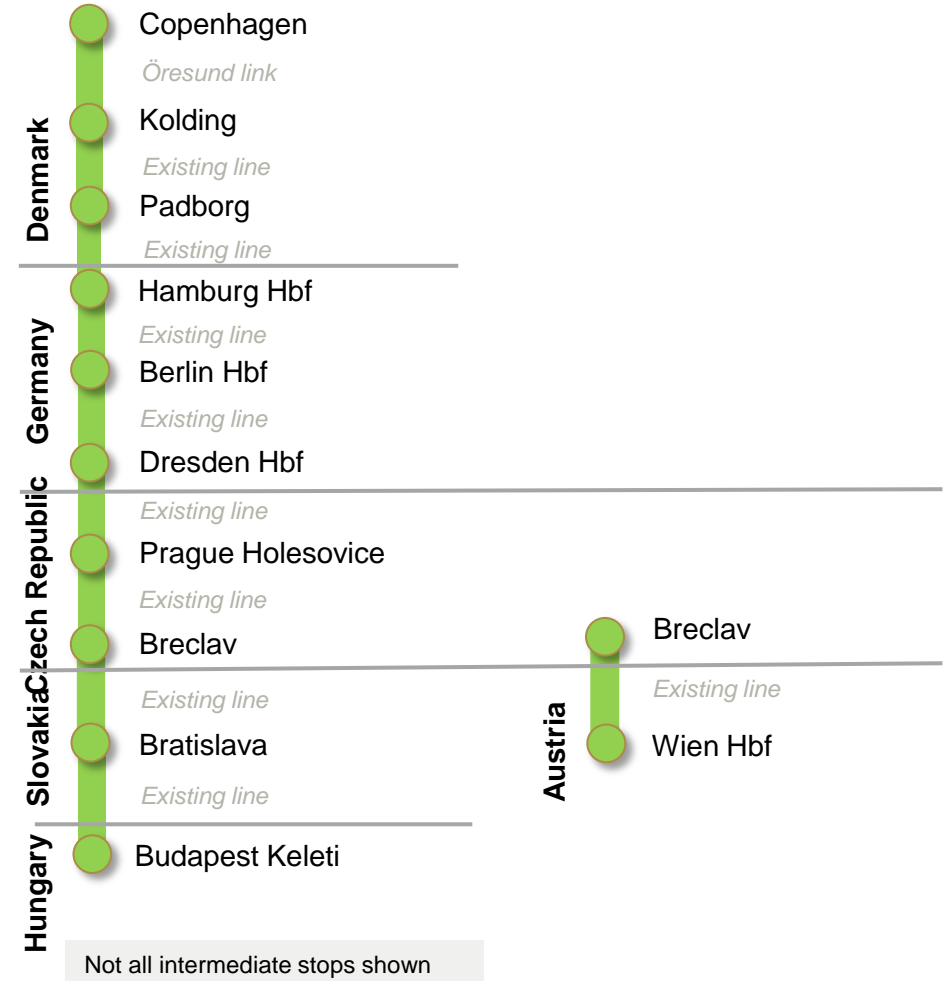 Copenhagen
Öresund link
Kolding
Existing line
Padborg
Existing line
Denmark
Hamburg Hbf
Existing line
Berlin Hbf
Existing line
Dresden Hbf
Germany
Existing line
Prague Holesovice
Existing line
Breclav
Czech Republic
Existing line
Bratislava
Existing line
Slovakia
Budapest Keleti
Hungary
Breclav
Existing line
Wien Hbf
Austria
Not all intermediate stops shown